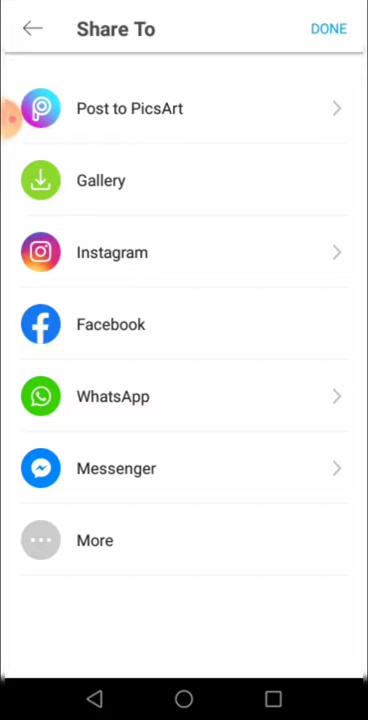 Share To
DONE
Post to PicsArt
Gallery
Instagram
Facebook
WhatsApp
Messenger
More